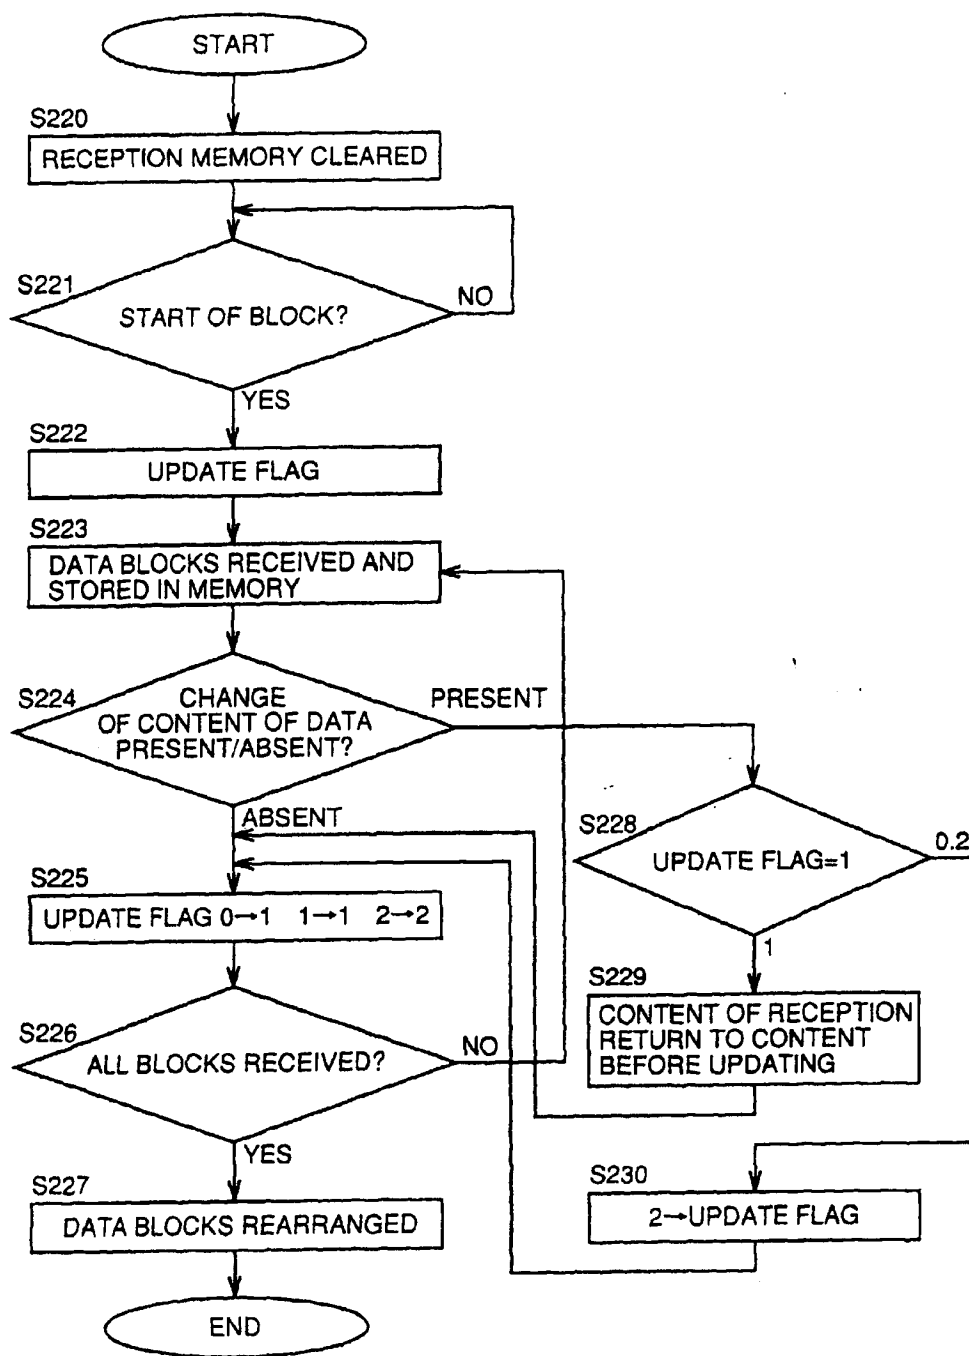 START
S220
RECEPTION MEMORY CLEARED
S221
START OF BLOCK?
NO
YES
S222
UPDATE FLAG
S223
DATA BLOCKS RECEIVED AND
STORED IN MEMORY
S224
CHANGE
OF CONTENT OF DATA
PRESENT/ABSENT?
PRESENT
ABSENT
S225
UPDATE FLAG 0→1 1→1 2→2
S226
ALL BLOCKS RECEIVED?
NO
YES
S227
DATA BLOCKS REARRANGED
END
S228
UPDATE FLAG=1
0.2
1
S229
CONTENT OF RECEPTION
RETURN TO CONTENT
BEFORE UPDATING
S230
2→UPDATE FLAG